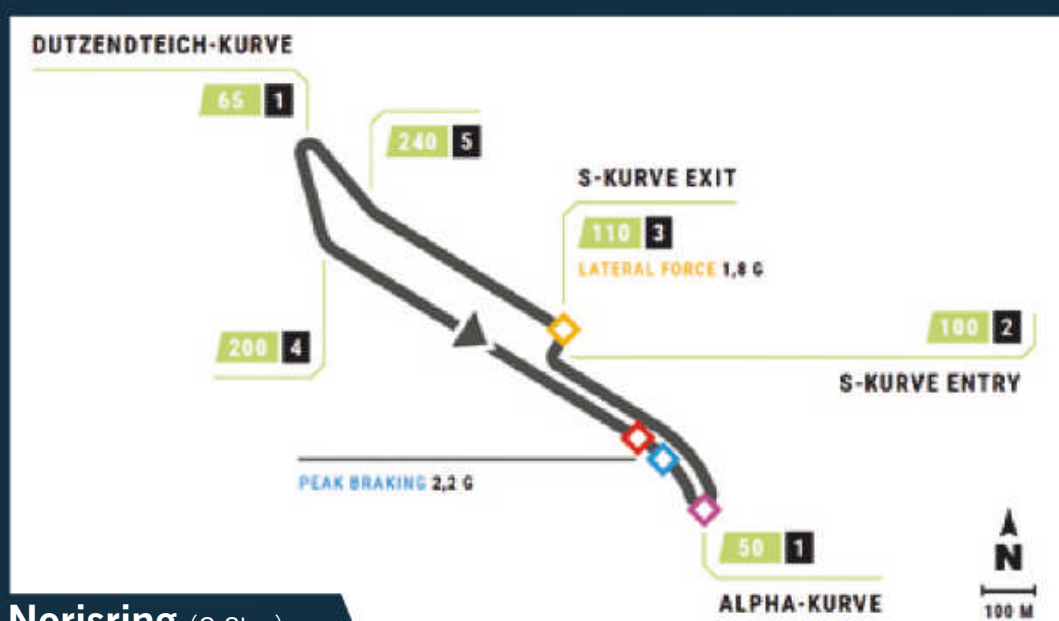 DUTZENDTEICH-KURVE
65 1
240 5
S-KURVE EXIT
110 3
LATERAL FORCE 1,8 G
100 2
S-KURVE ENTRY
200 4
PEAK BRAKING 2,2 G
50 1
ALPHA-KURVE
N
100 M
Norisring